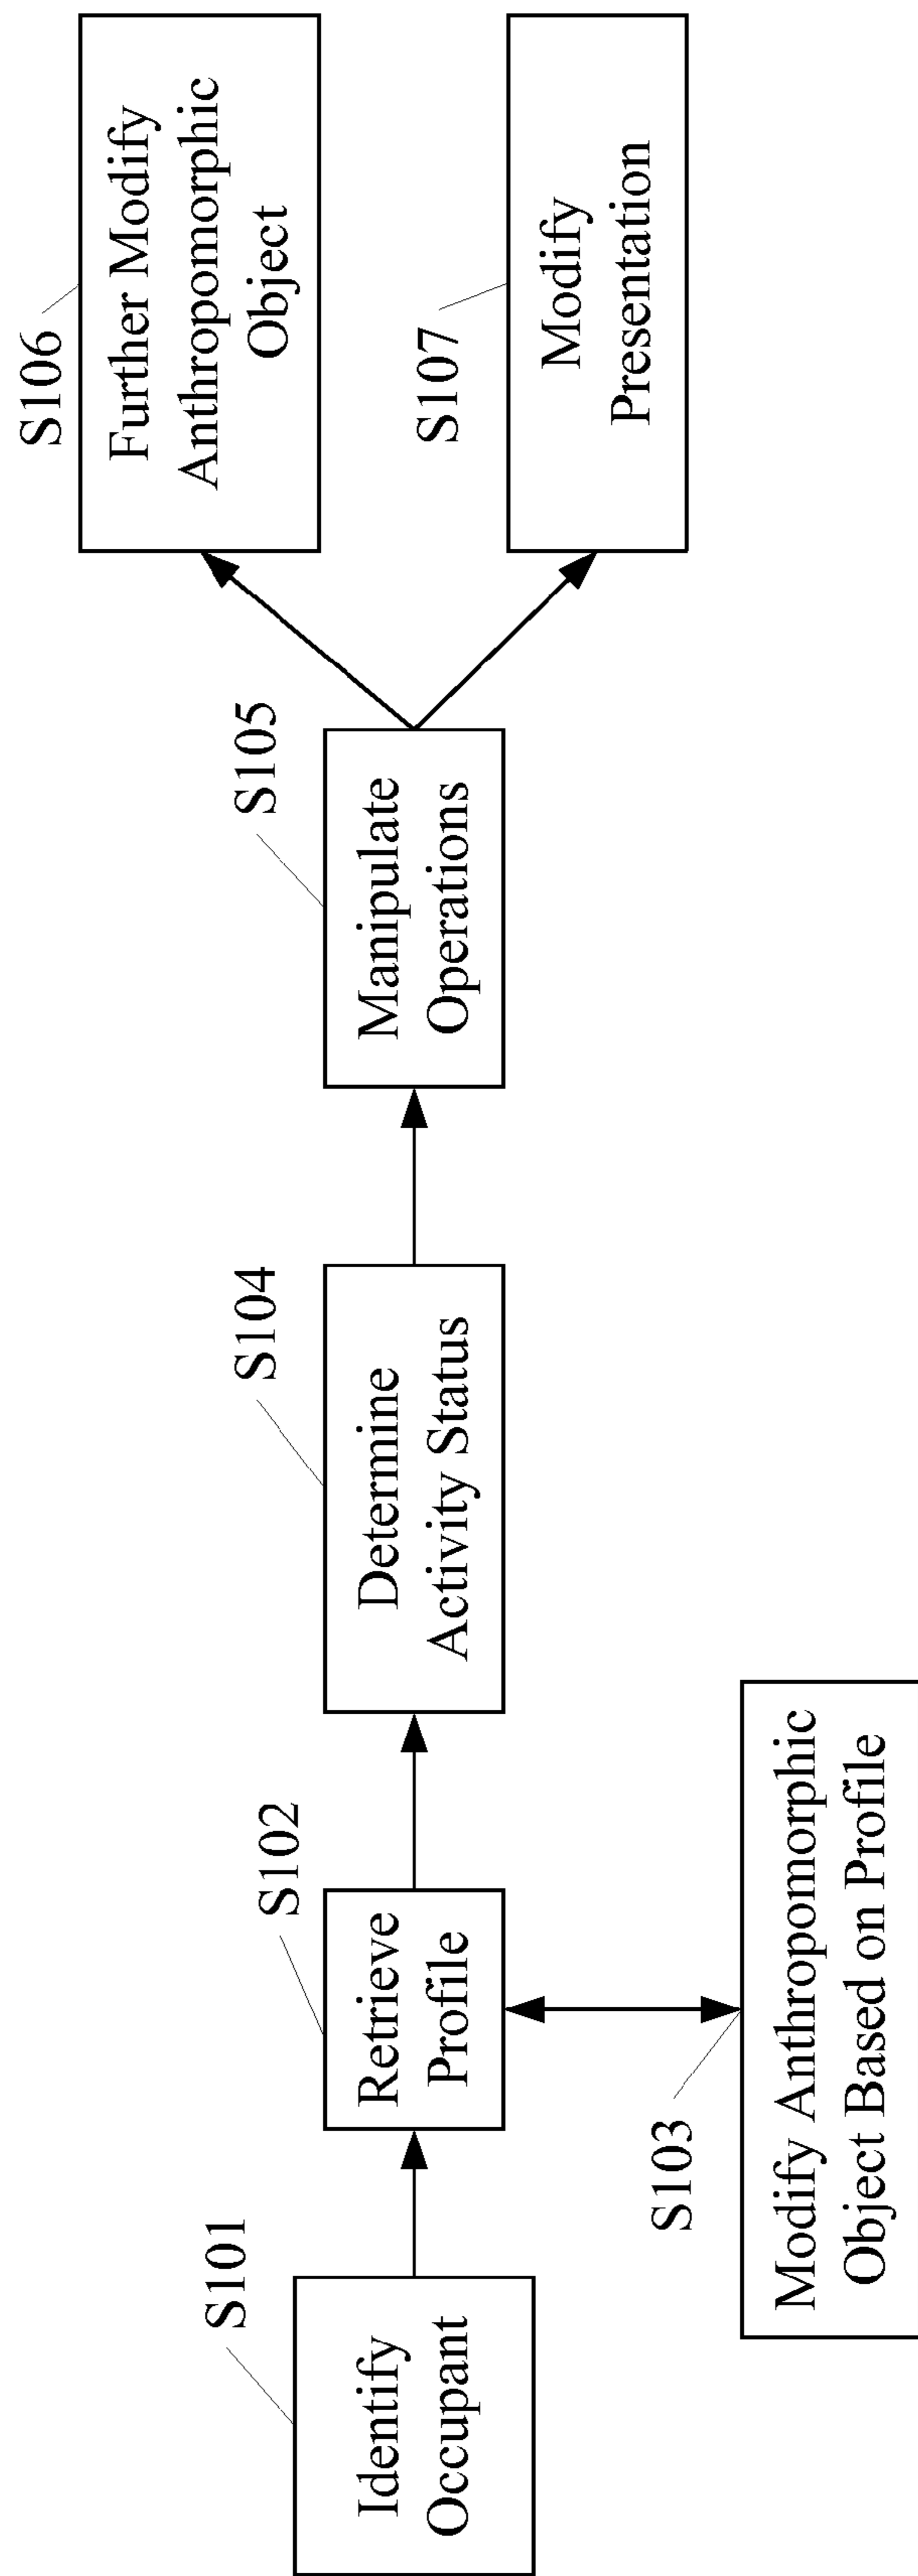 S101
Identify
Occupant
S102
Retrieve
Profile
S103
Modify Anthropomorphic
Object Based on Profile
S104
Determine
Activity Status
S105
Manipulate
Operations
S106
Further Modify
Anthropomorphic
Object
S107
Modify
Presentation